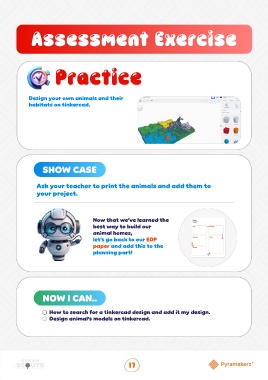 Assessment Exercise
Practice
Design your own animals and their
habitats on tinkercad.
SHOW CASE
Ask your teacher to print the animals and add them to
your project.
Now that we've learned the
best way to build our
animal homes,
let's go back to our EDP
paper and add this to the
planning part!
NOW I CAN..
How to search for a tinkercad design and add it my design.
Design animal's models on tinkercad.
17
Pyramakerz